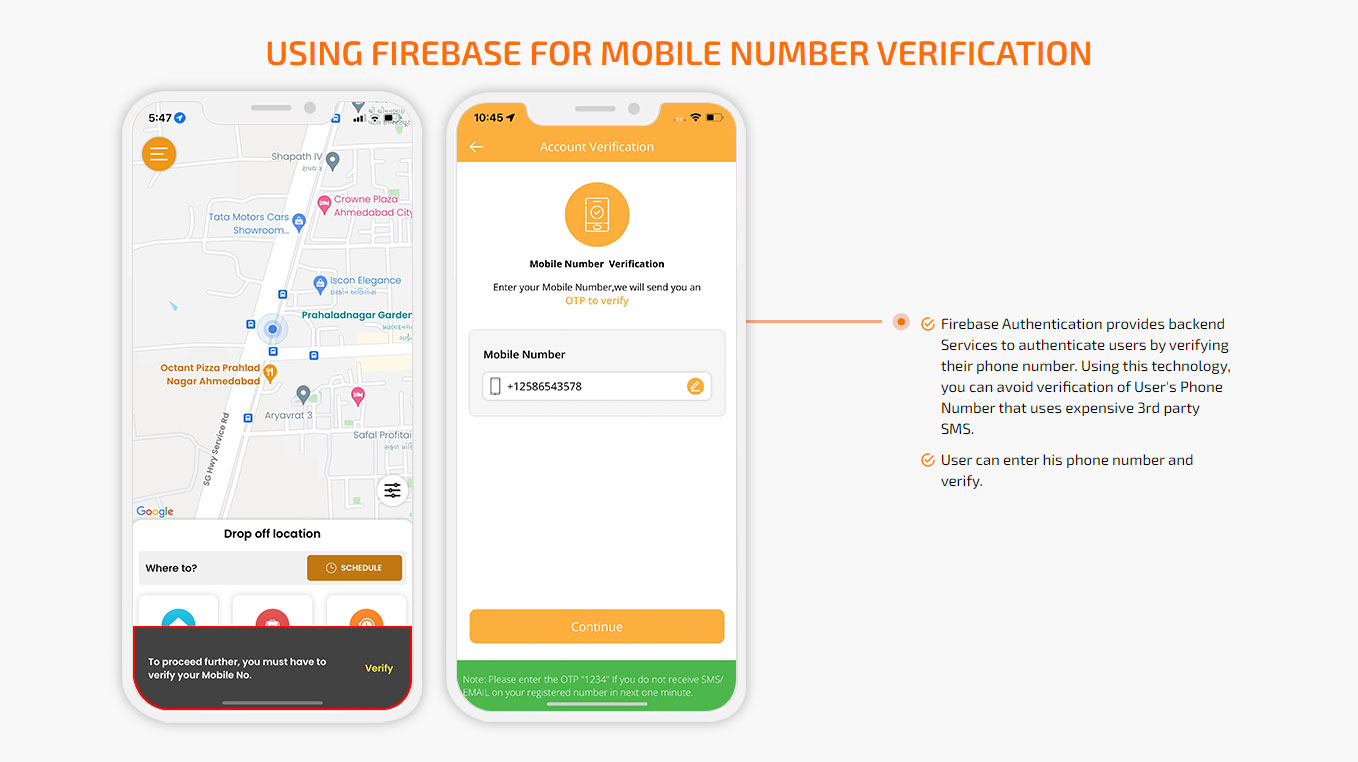 USING FIREBASE FOR MOBILE NUMBER VERIFICATION
5:47
Shapath IV
Crowne Plaza
Ahmedabad City
Tata Motors Cars
Showroom...
Iscon Elegance
Prahaladnagar Garden
Octant Pizza Prahlad
Nagar Ahmedabad
Aryavrat 3
Safal Profitai
SG Hwy Service Rd
Google
Drop off location
Where to?
SCHEDULE
To proceed further, you must have to
verify your Mobile No.
Verify
10:45
Account Verification
Mobile Number Verification
Enter your Mobile Number,we will send you an
OTP to verify
Mobile Number
+12586543578
Continue
Note: Please enter the OTP "1234" If you do not receive SMS/
EMAIL on your registered number in next one minute.
Firebase Authentication provides backend
Services to authenticate users by verifying
their phone number. Using this technology,
you can avoid verification of User's Phone
Number that uses expensive 3rd party
SMS.
User can enter his phone number and
verify.